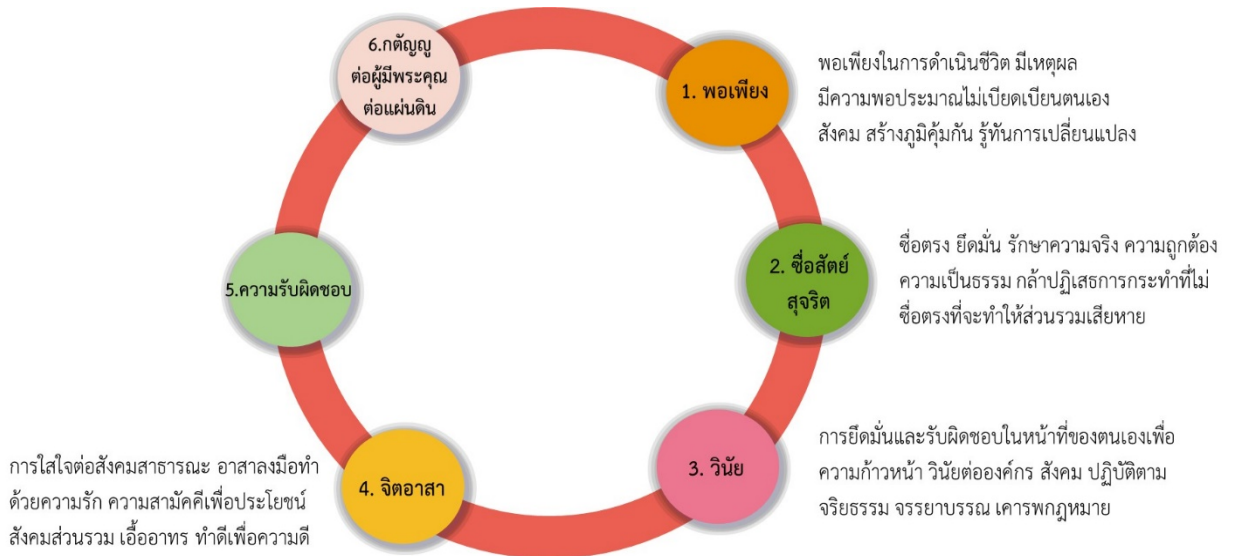 6.กตัญญู
ต่อผู้มีพระคุณ
ต่อแผ่นดิน
1. พอเพียง
พอเพียงในการดำเนินชีวิต มีเหตุผล
มีความพอประมาณไม่เบียดเบียนตนเอง
สังคม สร้างภูมิคุ้มกัน รู้ทันการเปลี่ยนแปลง
2. ซื่อสัตย์
สุจริต
ซื่อตรง ยึดมั่น รักษาความจริง ความถูกต้อง
ความเป็นธรรม กล้าปฏิเสธการกระทำที่ไม่
ซื่อตรงที่จะทำให้ส่วนรวมเสียหาย
5.ความรับผิดชอบ
3. วินัย
การยึดมั่นและรับผิดชอบในหน้าที่ของตนเองเพื่อ
ความก้าวหน้า วินัยต่อองค์กร สังคม ปฏิบัติตาม
จริยธรรม จรรยาบรรณ เคารพกฎหมาย
4. จิตอาสา
การใส่ใจต่อสังคมสาธารณะ อาสาลงมือทำ
ด้วยความรัก ความสามัคคีเพื่อประโยชน์
สังคมส่วนรวม เอื้ออาทร ทำดีเพื่อความดี